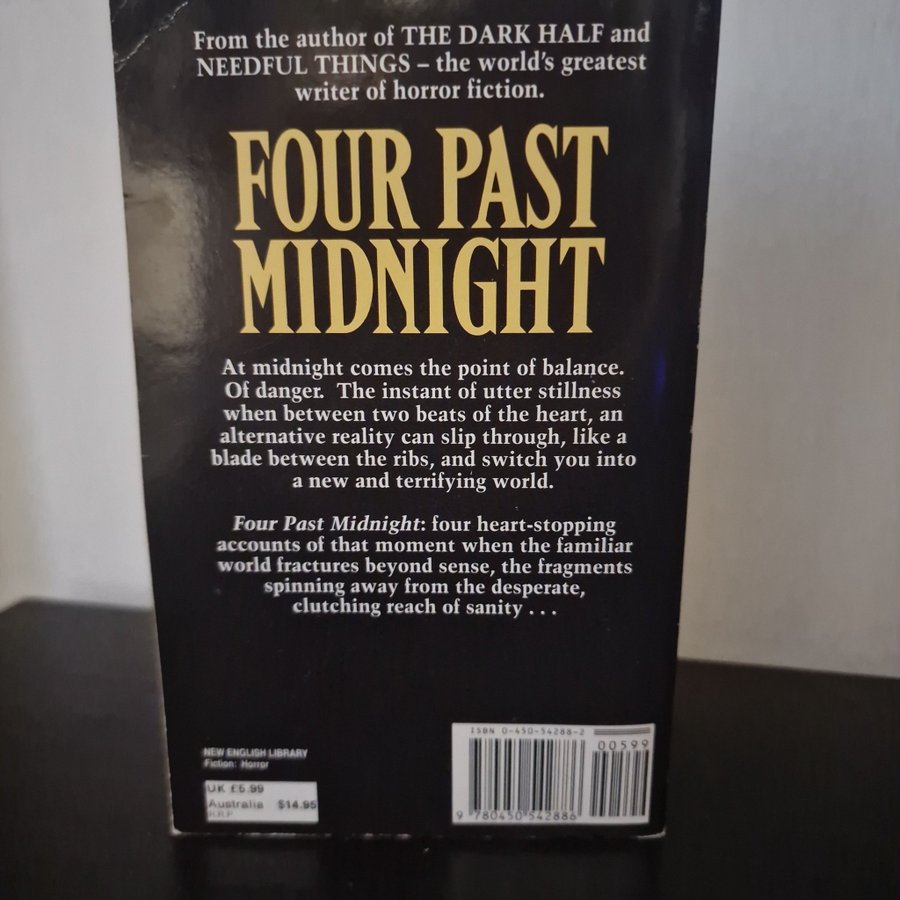 From the author of THE DARK HALF and
NEEDFUL THINGS – the world's greatest
writer of horror fiction.
FOUR PAST
MIDNIGHT
At midnight comes the point of balance.
Of danger. The instant of utter stillness
when between two beats of the heart, an
alternative reality can slip through, like a
blade between the ribs, and switch you into
a new and terrifying world.
Four Past Midnight: four heart-stopping
accounts of that moment when the familiar
world fractures beyond sense, the fragments
spinning away from the desperate,
clutching reach of sanity . . .
NEW ENGLISH LIBRARY
Fiction: Horror
UK £5.99
Australia $14.95
R.R.P
ISBN 0-450-54288-2
00599
9 780450 542886